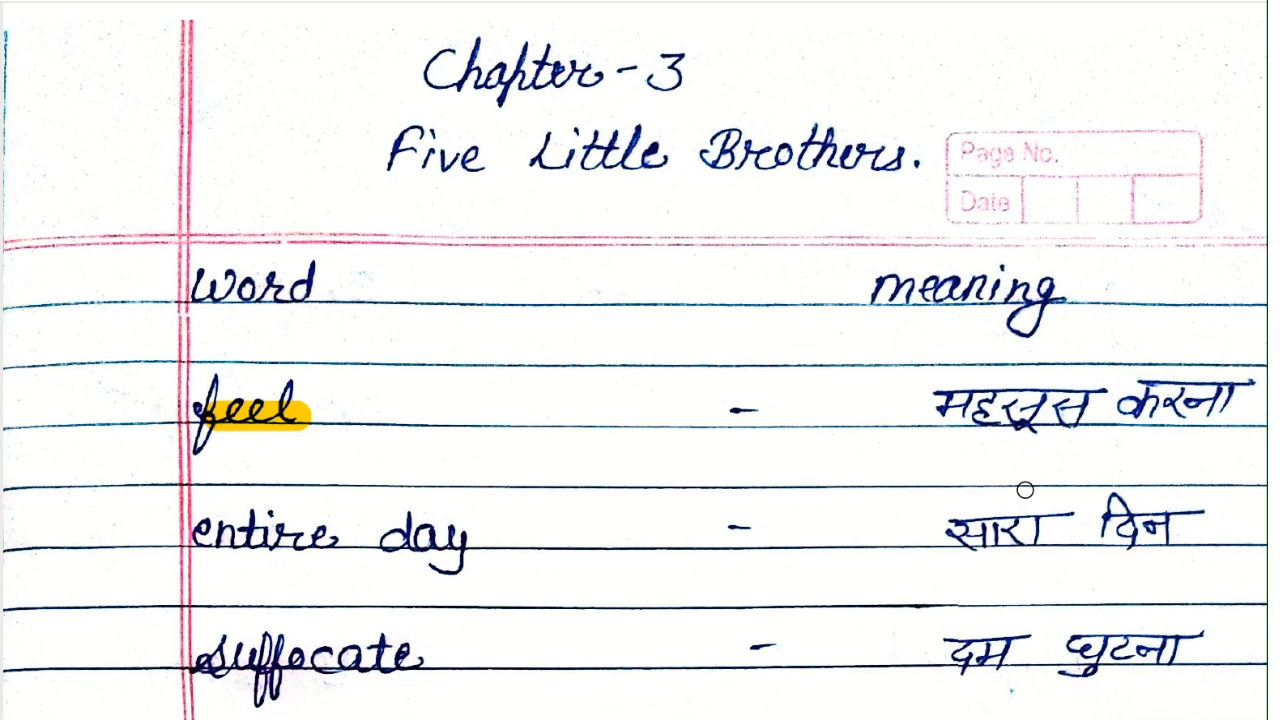 Chapter - 3
Five Little Brothers.
Page No.
Date
word meaning
feel - महसूस करना
entire day - सारा दिन
suffocate - दम घुटना